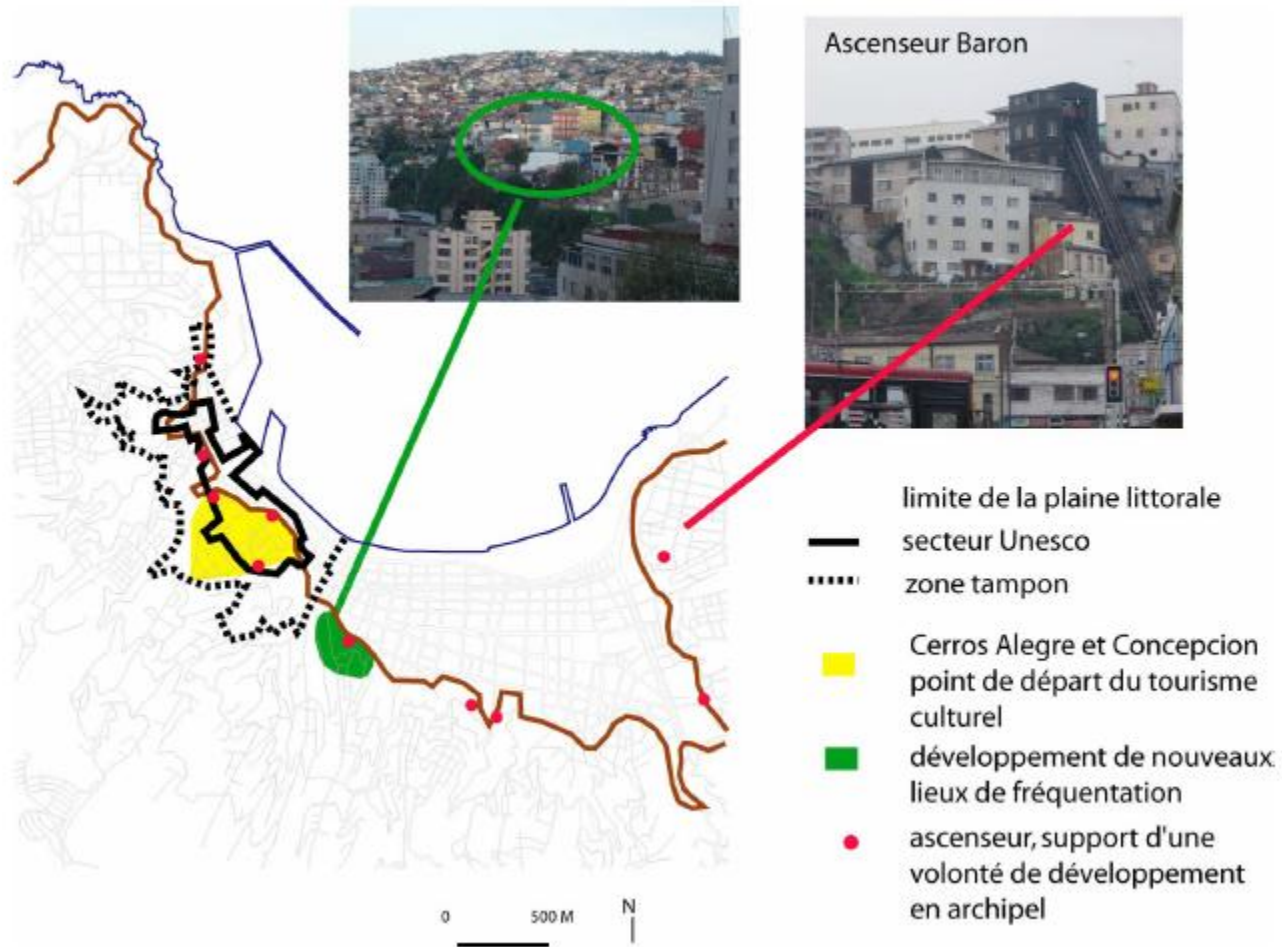 Ascenseur Baron
limite de la plaine littorale
secteur Unesco
zone tampon
Cerros Alegre et Concepcion
point de départ du tourisme
culturel
développement de nouveaux
lieux de fréquentation
ascenseur, support d'une
volonté de développement
en archipel
0 500 M N